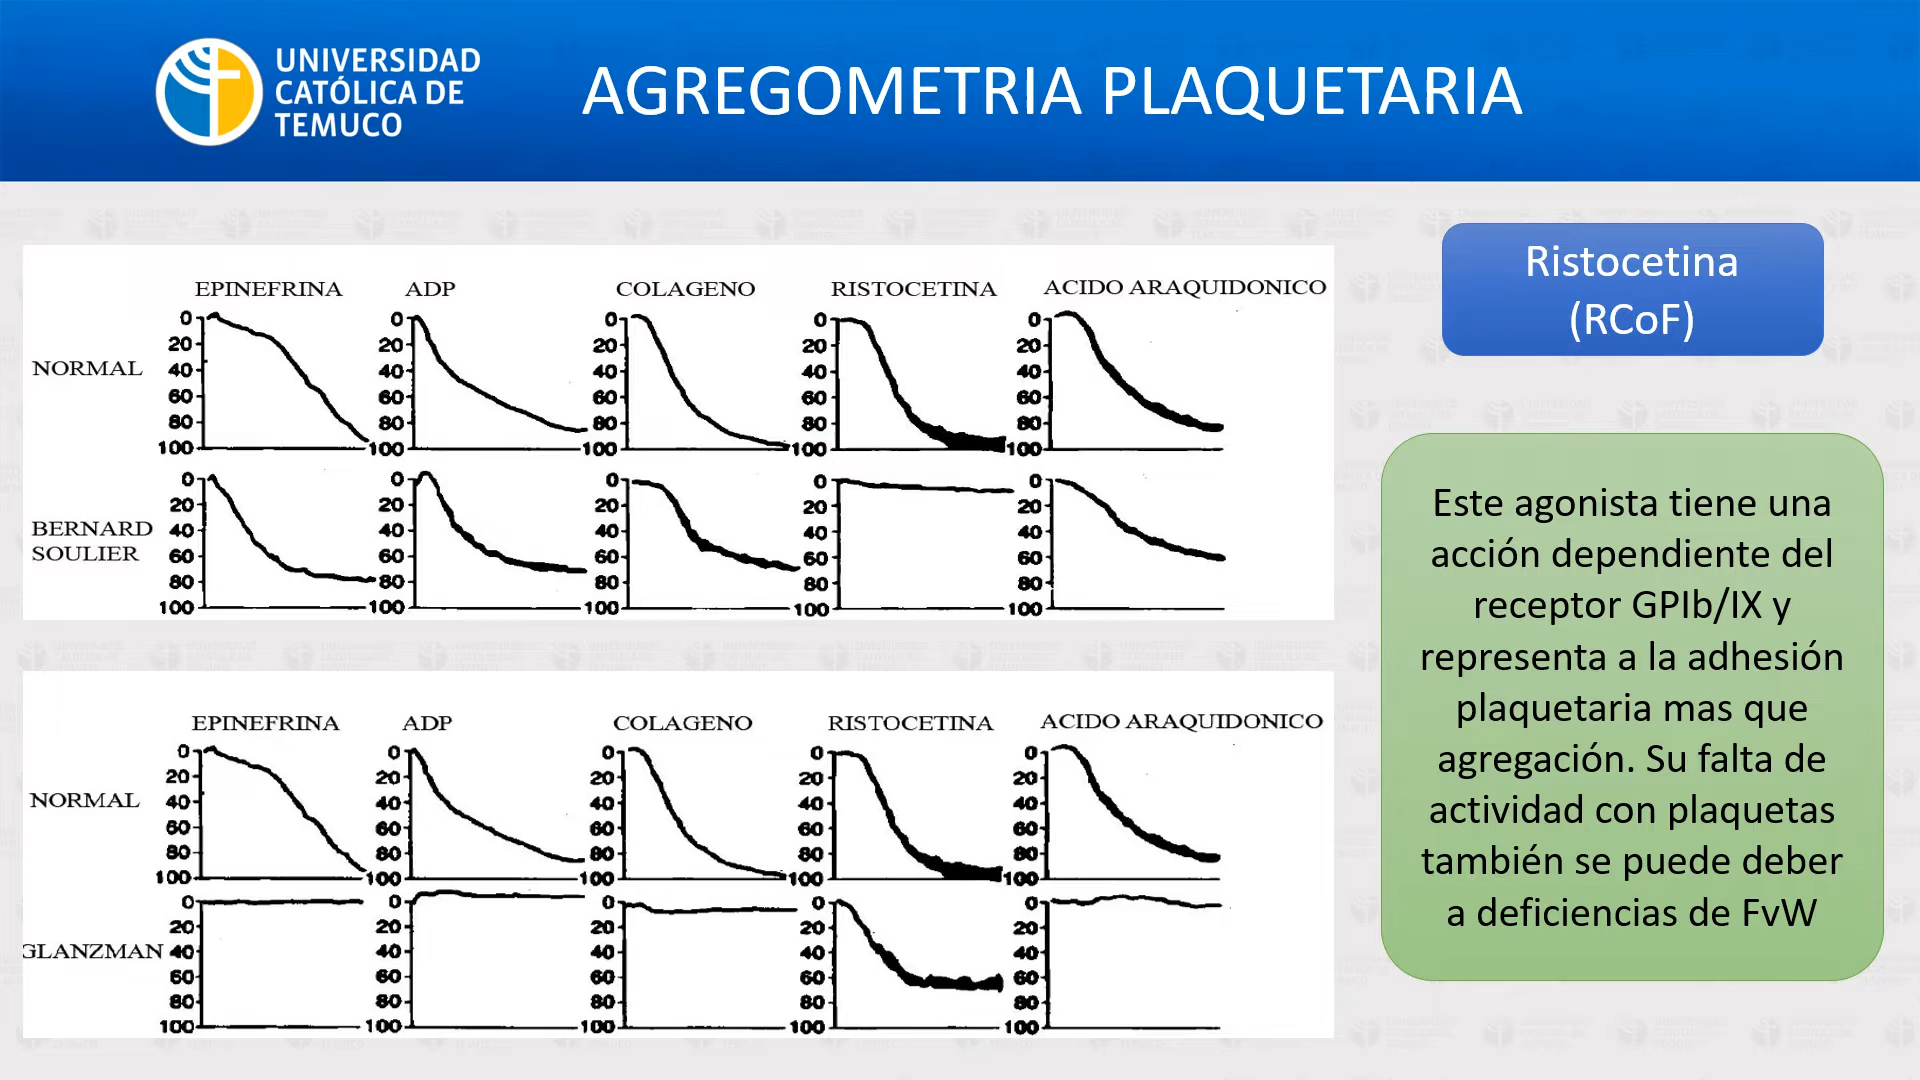 UNIVERSIDAD
CATÓLICA DE
TEMUCO
AGREGOMETRIA PLAQUETARIA
EPINEFRINA ADP COLAGENO RISTOCETINA ACIDO ARAQUIDONICO
NORMAL
0 20 40 60 80 100
0 20 40 60 80 100
0 20 40 60 80 100
0 20 40 60 80 100
0 20 40 60 80 100
BERNARD
SOULIER
0 20 40 60 80 100
0 20 40 60 80 100
0 20 40 60 80 100
0 20 40 60 80 100
0 20 40 60 80 100
EPINEFRINA ADP COLAGENO RISTOCETINA ACIDO ARAQUIDONICO
NORMAL
0 20 40 60 80 100
0 20 40 60 80 100
0 20 40 60 80 100
0 20 40 60 80 100
0 20 40 60 80 100
GLANZMAN
0 20 40 60 80 100
0 20 40 60 80 100
0 20 40 60 80 100
0 20 40 60 80 100
0 20 40 60 80 100
Ristocetina
(RCoF)
Este agonista tiene una
acción dependiente del
receptor GPIb/IX y
representa a la adhesión
plaquetaria mas que
agregación. Su falta de
actividad con plaquetas
también se puede deber
a deficiencias de FvW